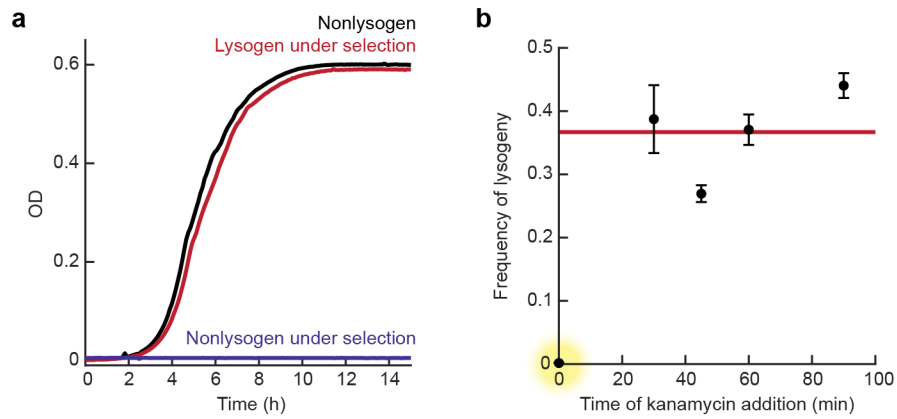 a
Nonlysogen
Lysogen under selection
0.6
0.4
OD
0.2
Nonlysogen under selection
0
0 2 4 6 8 10 12 14
Time (h)
b
0.5
0.4
0.3
Frequency of lysogeny
0.2
0.1
0
0 20 40 60 80 100
Time of kanamycin addition (min)